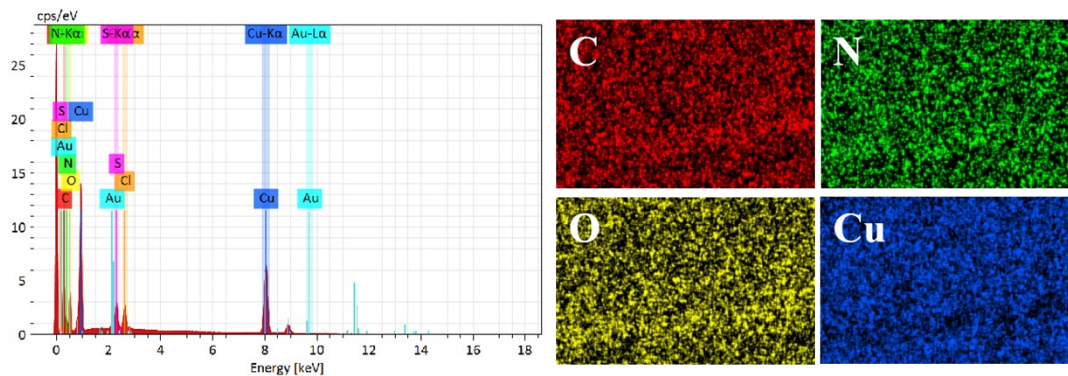 cps/eV
N-Kα S-Kα α Cu-Kα Au-Lα
25
S Cu
20
Cl
Au
N S
15
O Cl
C Au Cu Au
10
5
0
0 2 4 6 8 10 12 14 16 18
Energy [keV]
C
N
O
Cu